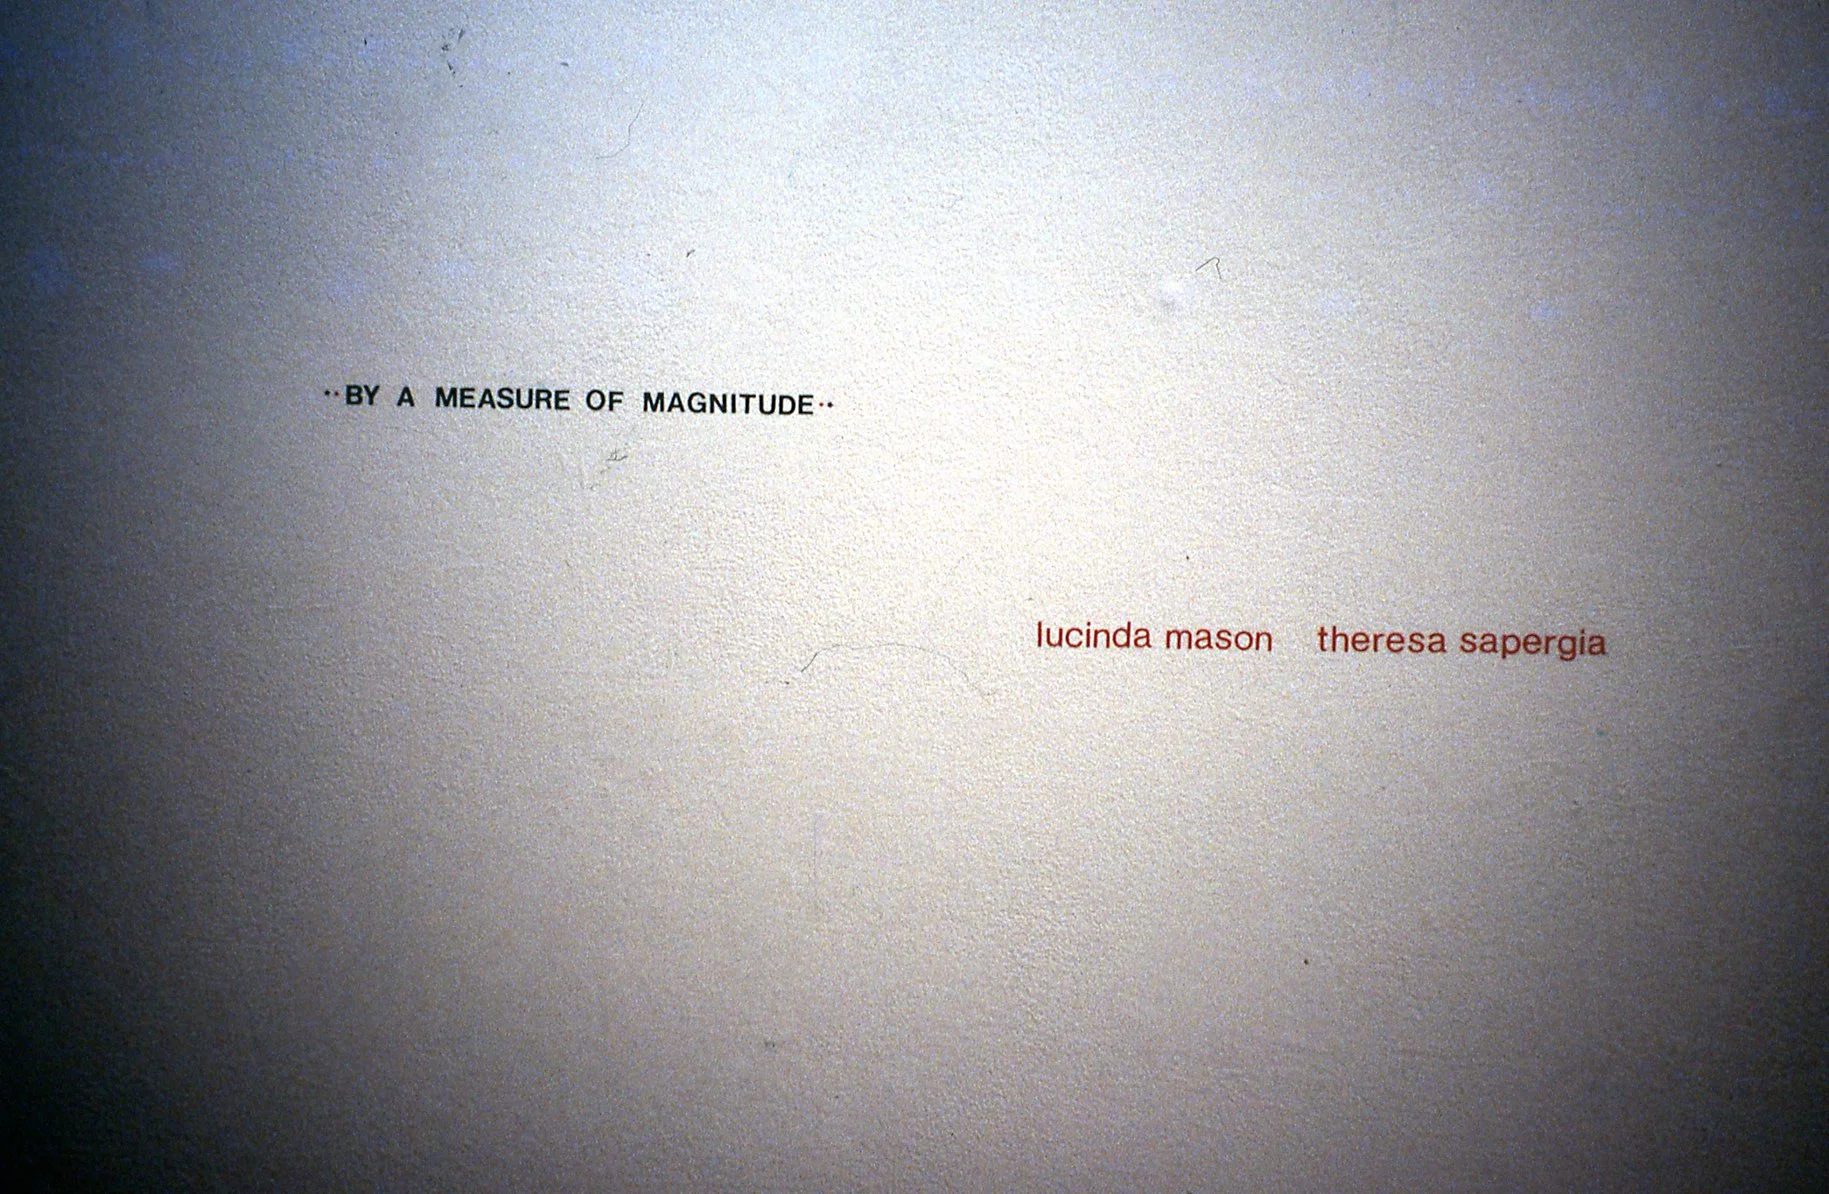 ··BY A MEASURE OF MAGNITUDE··
lucinda mason theresa sapergia